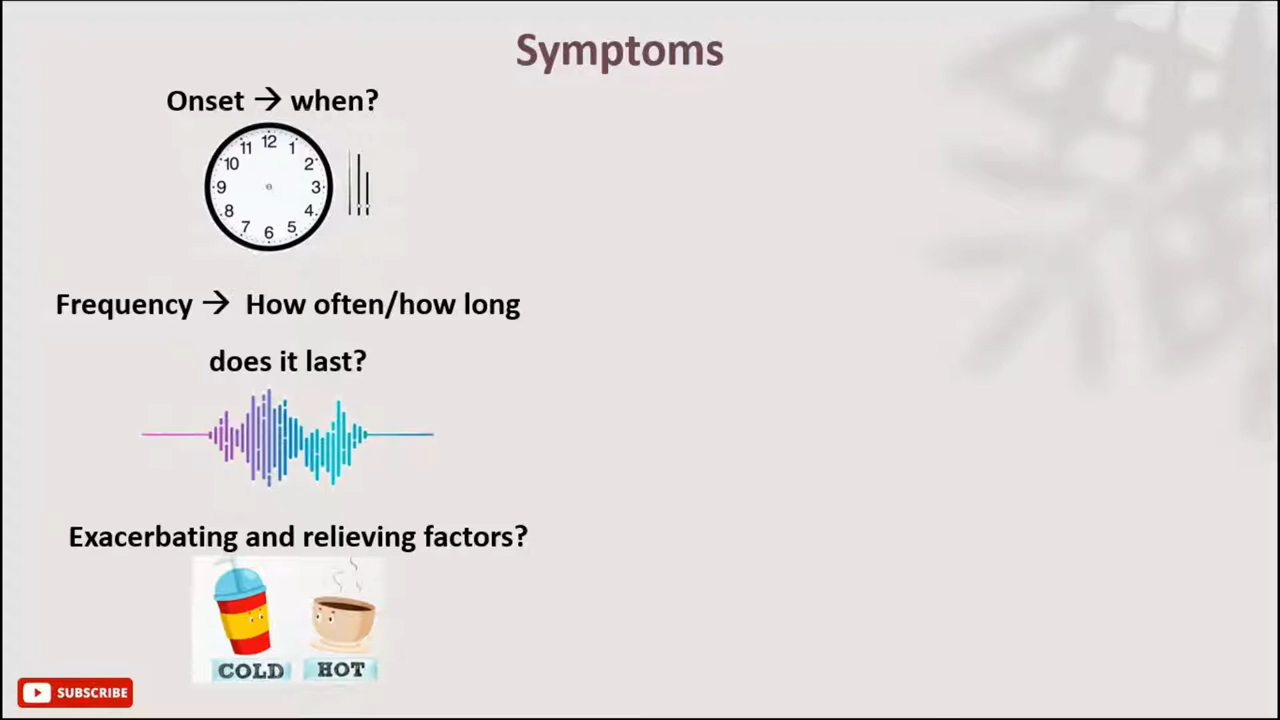 Symptoms
Onset → when?
12
11 1
10 2
9 3
8 4
7 5
6
Frequency → How often/how long
does it last?
Exacerbating and relieving factors?
COLD HOT
SUBSCRIBE